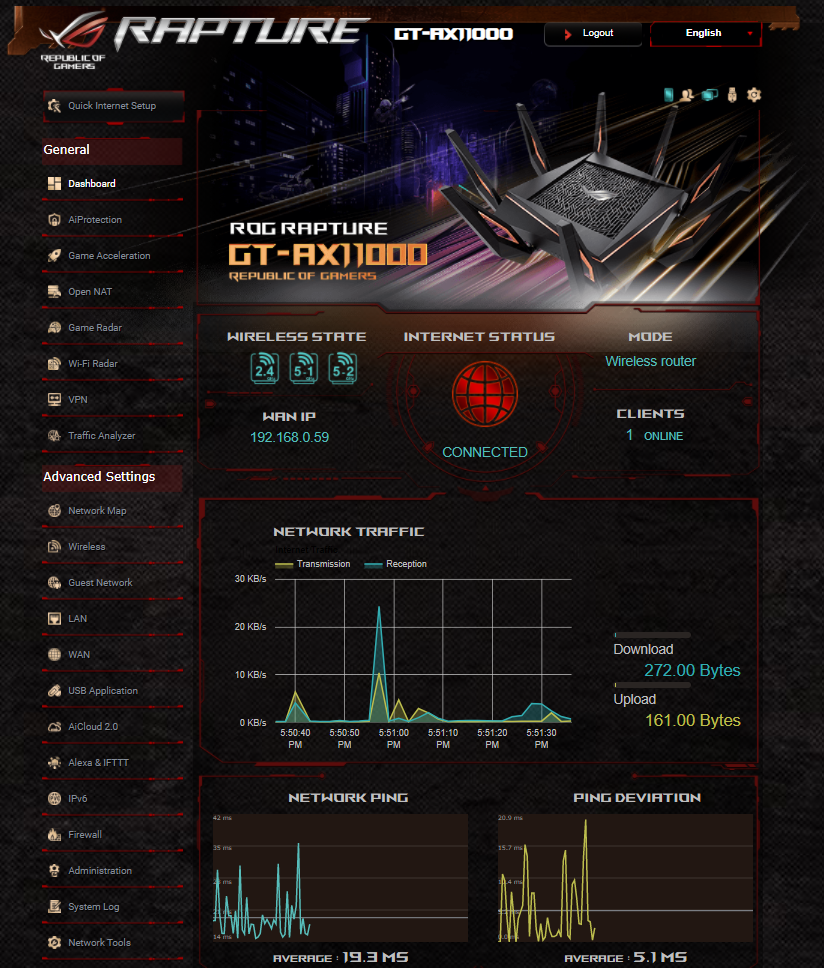 REPUBLIC OF
GAMERS
RAPTURE
GT-AX11000
Logout
English
Quick Internet Setup
General
Dashboard
AiProtection
Game Acceleration
Open NAT
Game Radar
Wi-Fi Radar
VPN
Traffic Analyzer
Advanced Settings
Network Map
Wireless
Guest Network
LAN
WAN
USB Application
AiCloud 2.0
Alexa & IFTTT
IPv6
Firewall
Administration
System Log
Network Tools
ROG RAPTURE
GT-AX11000
REPUBLIC OF GAMERS
WIRELESS STATE
2.4
5-1
5-2
WAN IP
192.168.0.59
INTERNET STATUS
CONNECTED
MODE
Wireless router
CLIENTS
1 ONLINE
NETWORK TRAFFIC
Internet Traffic
Transmission Reception
30 KB/s
20 KB/s
10 KB/s
0 KB/s
5:50:40 PM
5:50:50 PM
5:51:00 PM
5:51:10 PM
5:51:20 PM
5:51:30 PM
Download
272.00 Bytes
Upload
161.00 Bytes
NETWORK PING
42 ms
35 ms
14 ms
AVERAGE : 19.3 MS
PING DEVIATION
20.9 ms
15.7 ms
AVERAGE : 5.1 MS